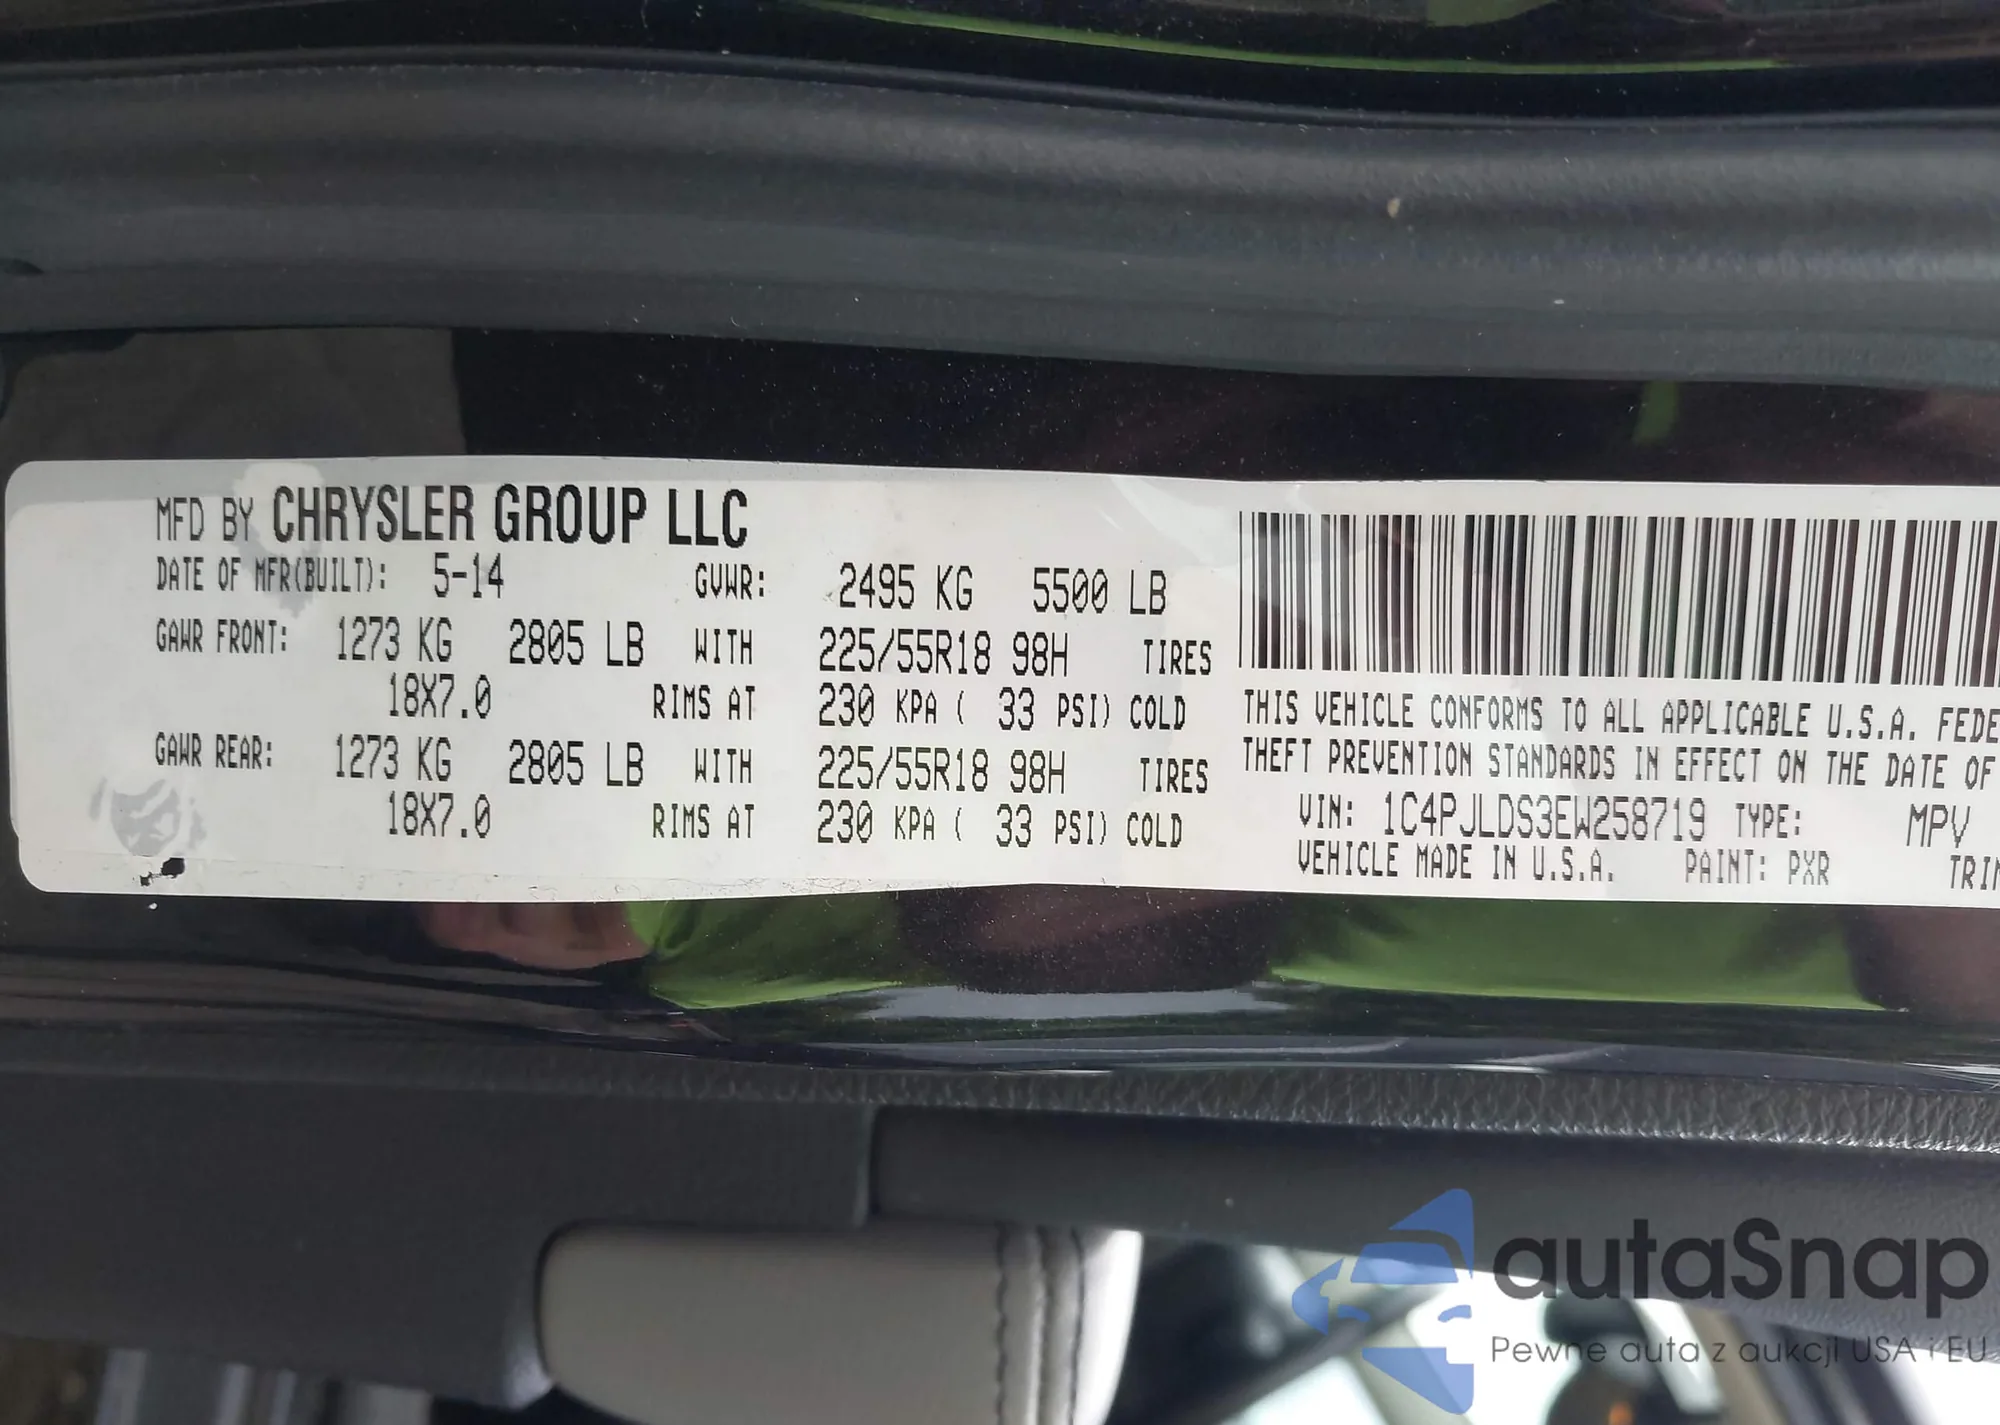 MFD BY CHRYSLER GROUP LLC
DATE OF MFR(BUILT): 5-14 GVWR: 2495 KG 5500 LB
GAWR FRONT: 1273 KG 2805 LB WITH 225/55R18 98H TIRES
18X7.0 RIMS AT 230 KPA ( 33 PSI) COLD
GAWR REAR: 1273 KG 2805 LB WITH 225/55R18 98H TIRES
18X7.0 RIMS AT 230 KPA ( 33 PSI) COLD
THIS VEHICLE CONFORMS TO ALL APPLICABLE U.S.A. FEDE
THEFT PREVENTION STANDARDS IN EFFECT ON THE DATE OF
VIN: 1C4PJLDS3EW258719 TYPE: MPV
VEHICLE MADE IN U.S.A. PAINT: PXR TRI
autaSnap
Pewne auta z aukcji USA i EU